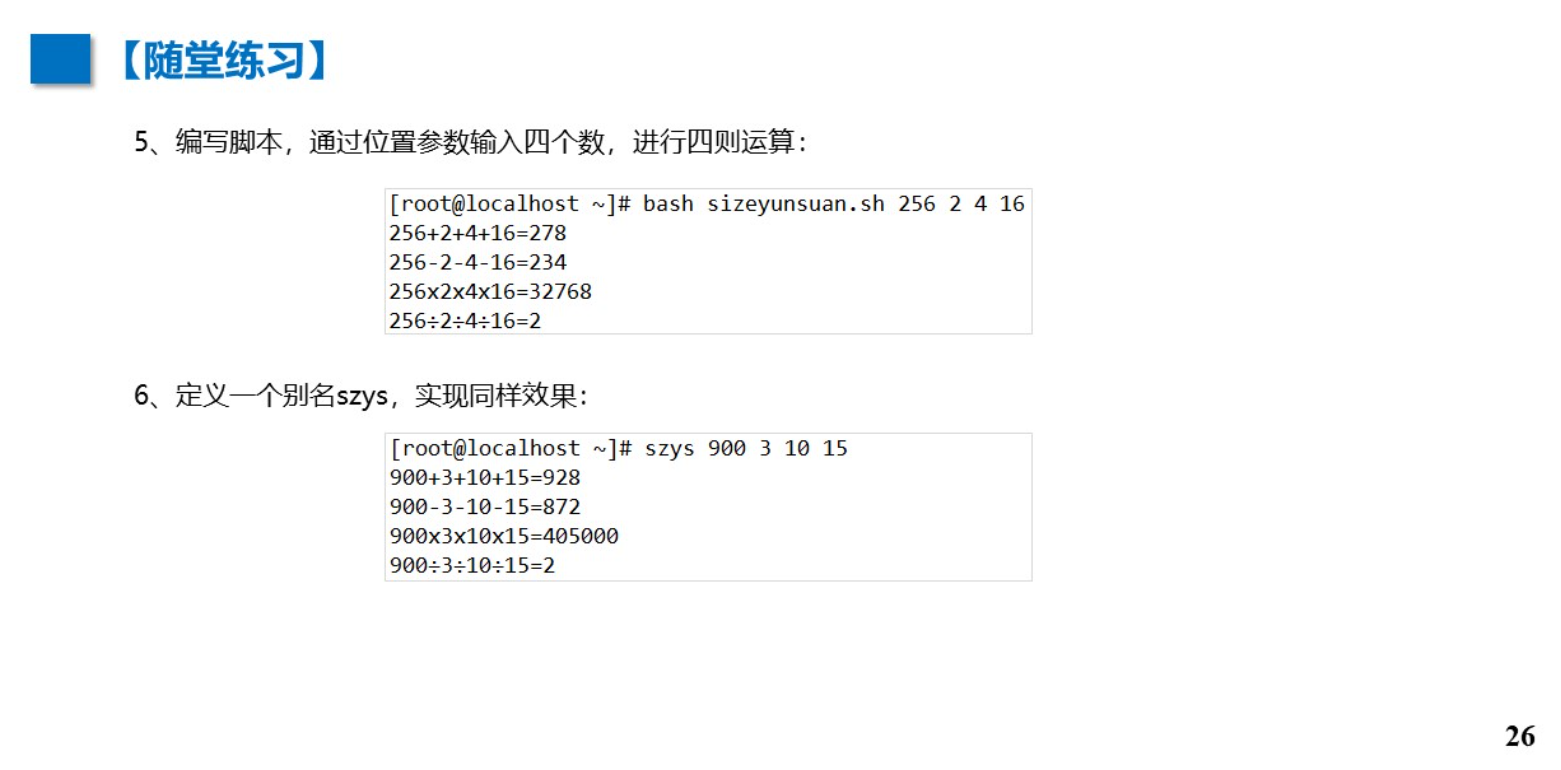 【随堂练习】
5、编写脚本，通过位置参数输入四个数，进行四则运算：
[root@localhost ~]# bash sizeyunsuan.sh 256 2 4 16
256+2+4+16=278
256-2-4-16=234
256x2x4x16=32768
256÷2÷4÷16=2
6、定义一个别名szys，实现同样效果：
[root@localhost ~]# szys 900 3 10 15
900+3+10+15=928
900-3-10-15=872
900x3x10x15=405000
900÷3÷10÷15=2
26